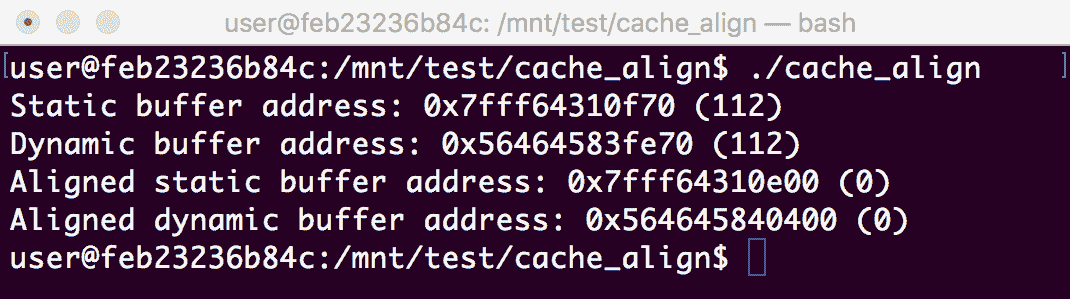 user@feb23236b84c: /mnt/test/cache_align — bash
[user@feb23236b84c:/mnt/test/cache_align$ ./cache_align ]
Static buffer address: 0x7fff64310f70 (112)
Dynamic buffer address: 0x56464583fe70 (112)
Aligned static buffer address: 0x7fff64310e00 (0)
Aligned dynamic buffer address: 0x564645840400 (0)
user@feb23236b84c:/mnt/test/cache_align$